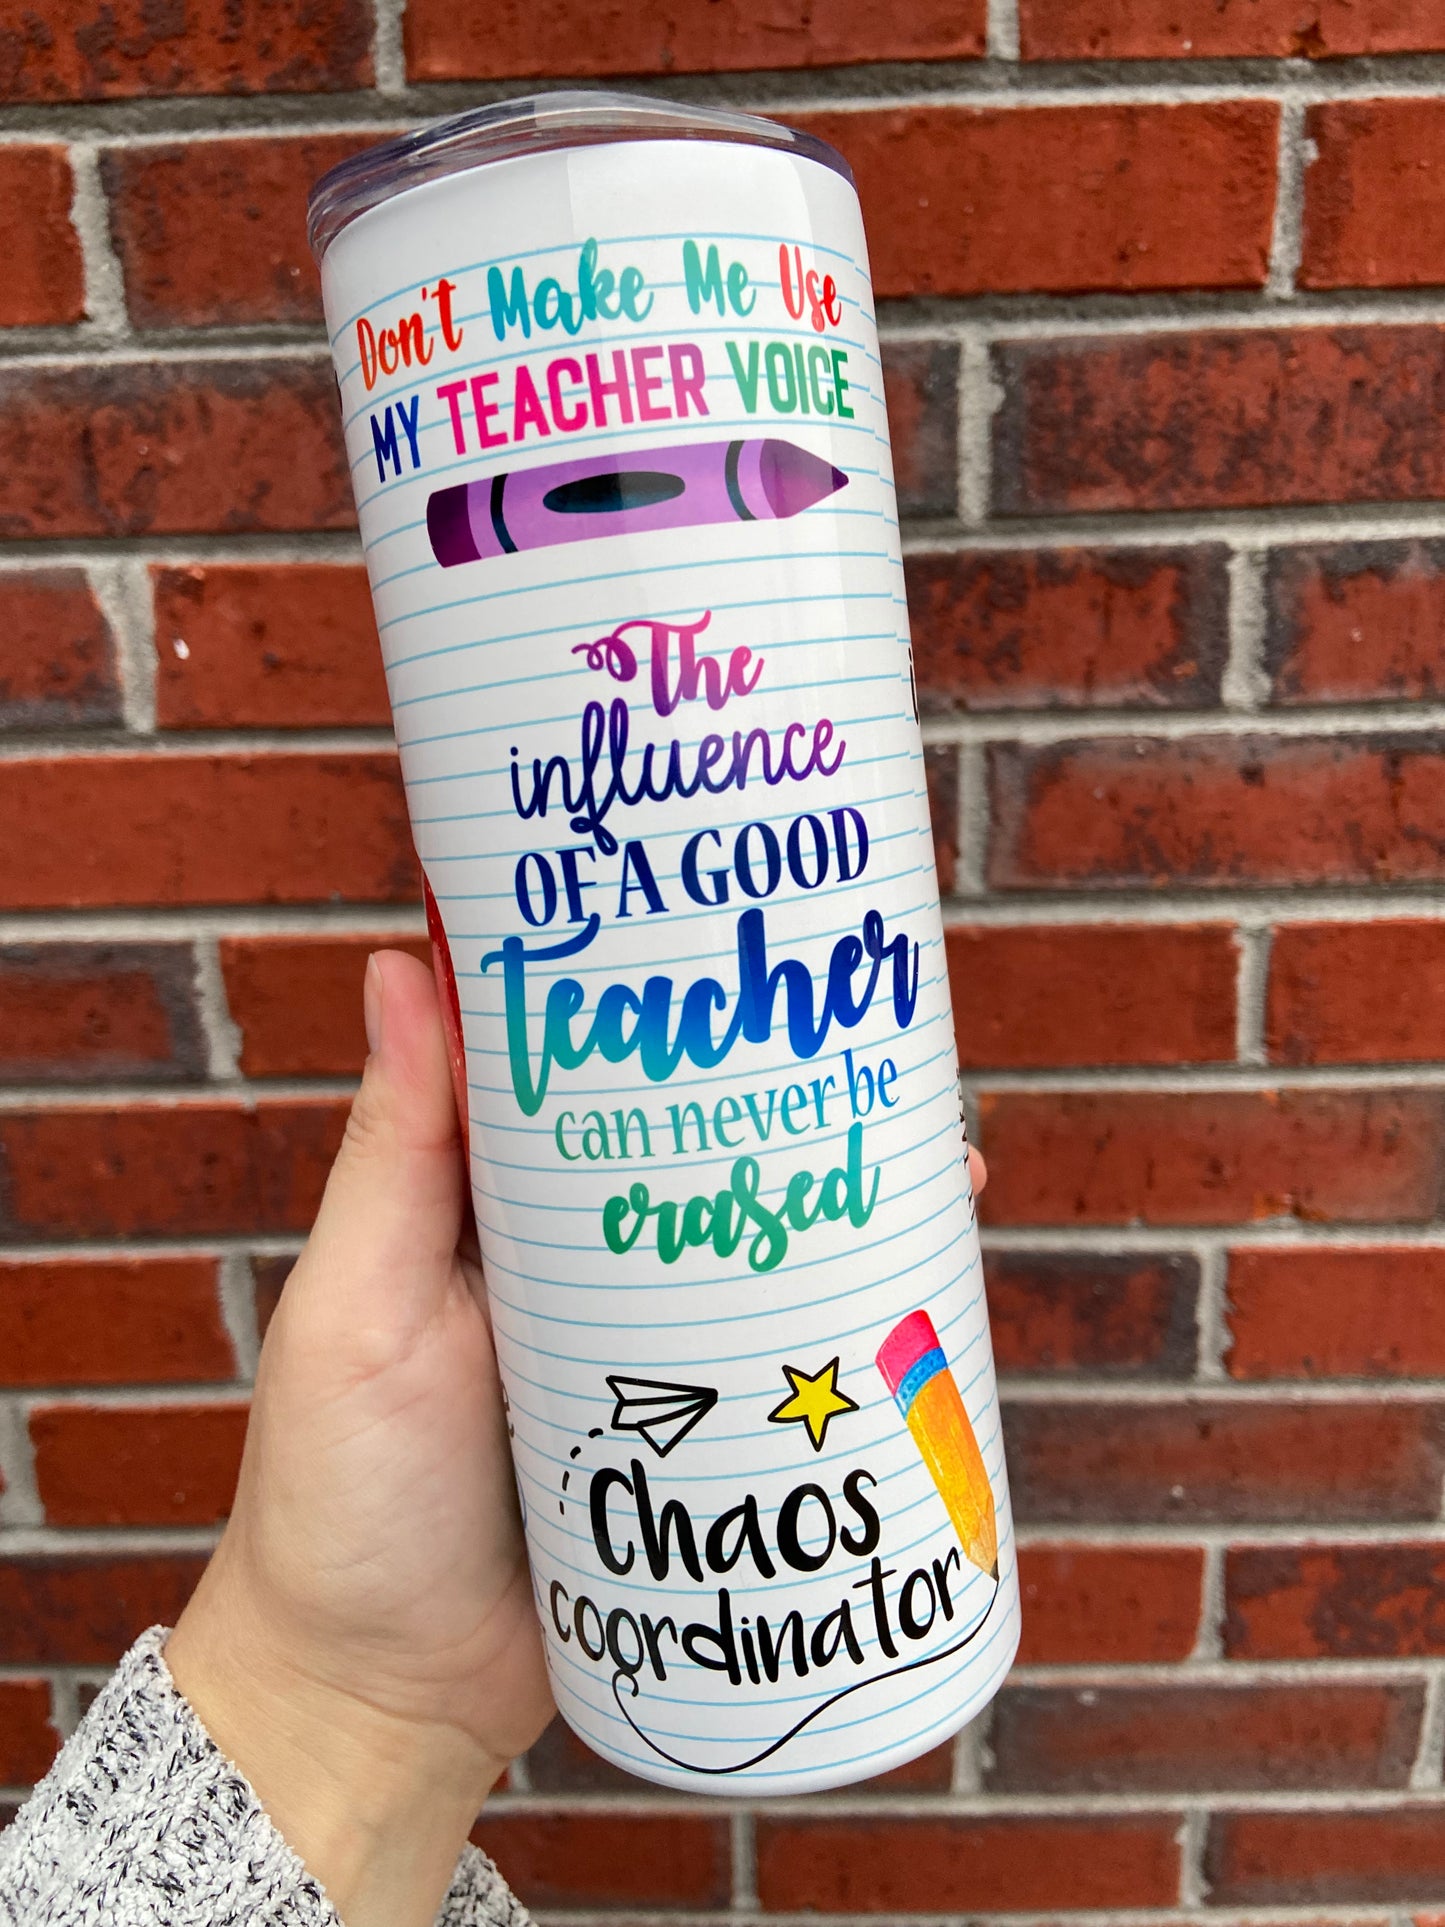 Don't Make Me Use
MY TEACHER VOICE
The
influence
OF A GOOD
Teacher
can never be
erased
Chaos
coordinator